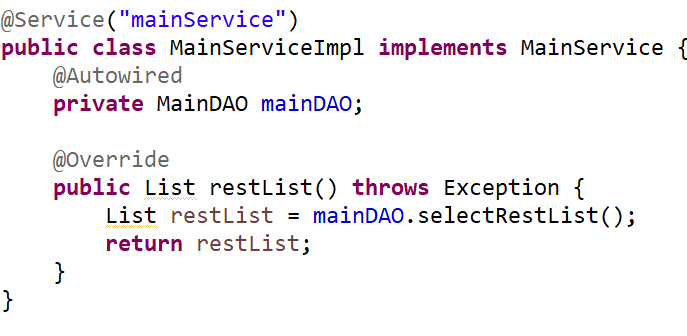 @Service("mainService")
public class MainServiceImpl implements MainService {
@Autowired
private MainDAO mainDAO;
@Override
public List restList() throws Exception {
List restList = mainDAO.selectRestList();
return restList;
}
}